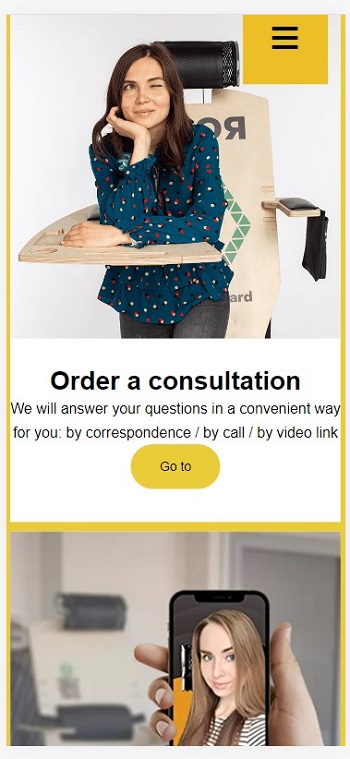 ard
Order a consultation
We will answer your questions in a convenient way
for you: by correspondence / by call / by video link
Go to